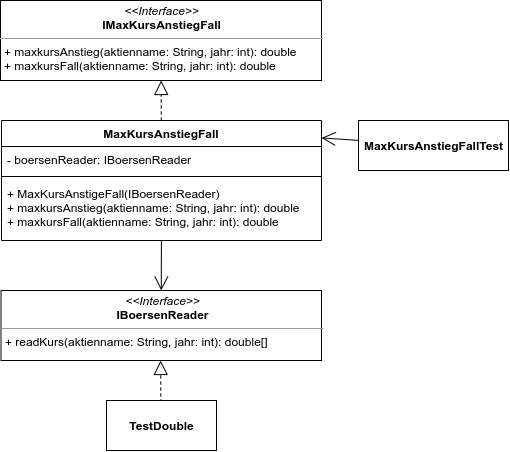 <<Interface>>
IMaxKursAnstiegFall
+ maxkursAnstieg(aktienname: String, jahr: int): double
+ maxkursFall(aktienname: String, jahr: int): double
MaxKursAnstiegFall
- boersenReader: IBoersenReader
+ MaxKursAnstigeFall(IBoersenReader)
+ maxkursAnstieg(aktienname: String, jahr: int): double
+ maxkursFall(aktienname: String, jahr: int): double
MaxKursAnstiegFallTest
<<Interface>>
IBoersenReader
+ readKurs(aktienname: String, jahr: int): double[]
TestDouble